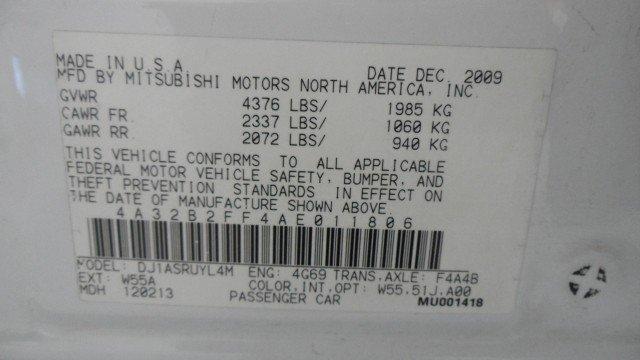 MADE IN U.S.A. DATE DEC. 2009
MFD BY MITSUBISHI MOTORS NORTH AMERICA, INC.
GVWR 4376 LBS/ 1985 KG
CAWR FR. 2337 LBS/ 1060 KG
GAWR RR. 2072 LBS/ 940 KG
THIS VEHICLE CONFORMS TO ALL APPLICABLE
FEDERAL MOTOR VEHICLE SAFETY, BUMPER, AND
THEFT PREVENTION STANDARDS IN EFFECT ON
THE DATE OF MANUFACTURE SHOWN ABOVE.
4A32B2FF4AE011806
MODEL: DJ1ASRUYL4M ENG: 4G69 TRANS.AXLE: F4A4B
EXT: W55A COLOR,INT,OPT: W55.51J.A00
MDH 120213 PASSENGER CAR MU001418